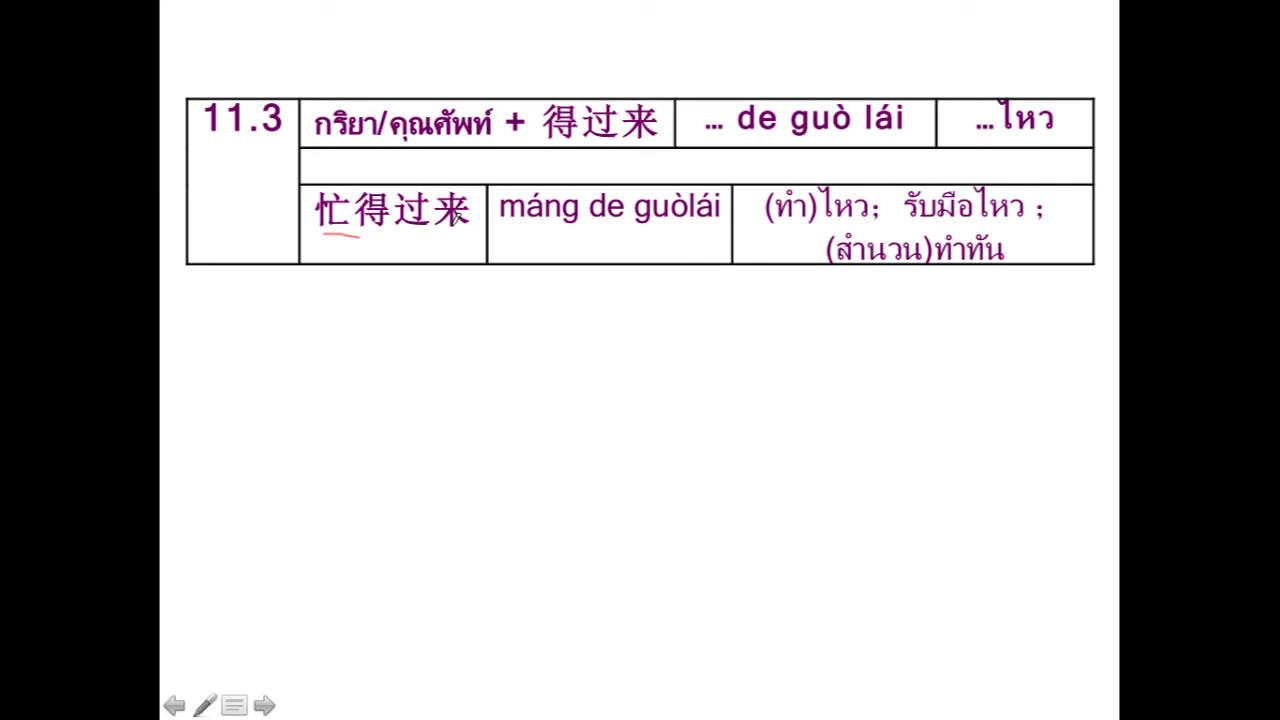 11.3 กริยา/คุณศัพท์ + 得过来 ... de guò lái ...ไหว
忙得过来 máng de guòlái (ทำ)ไหว; รับมือไหว ;
(สำนวน)ทำทัน